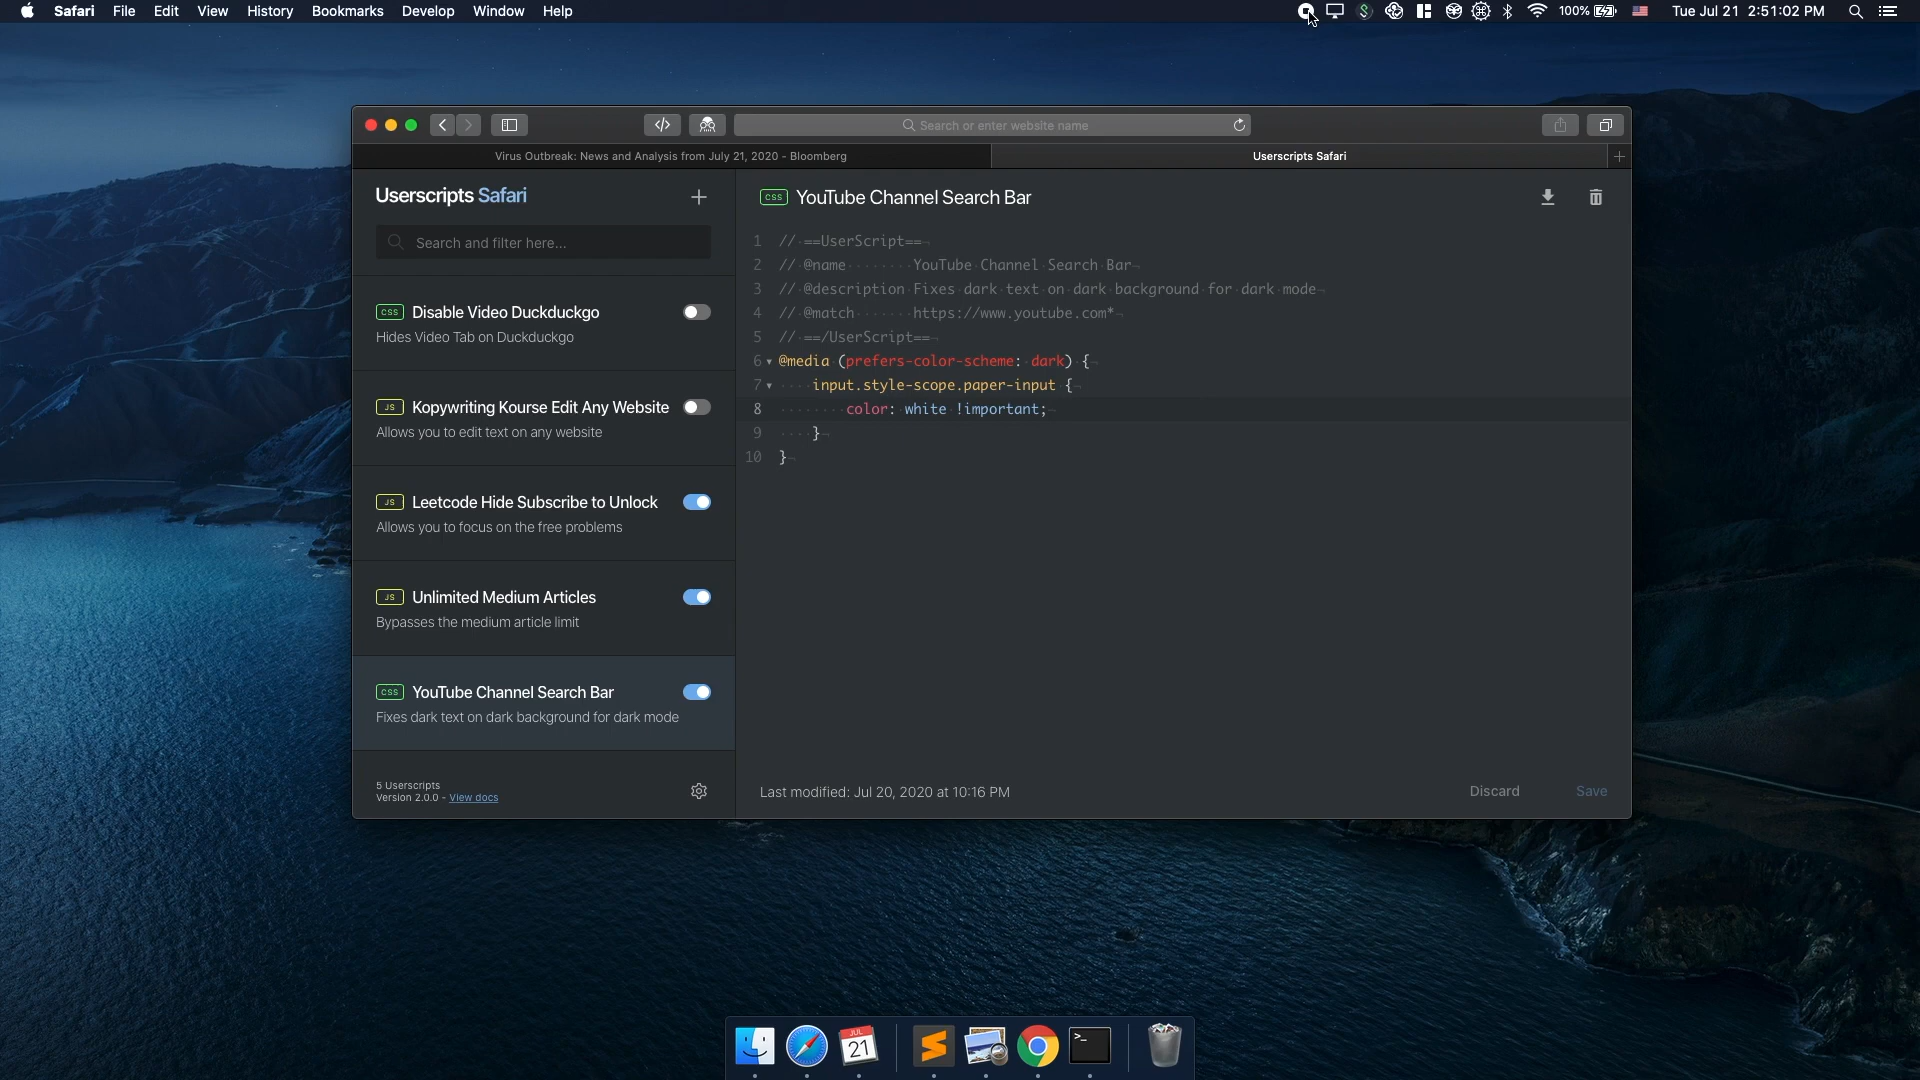 Safari File Edit View History Bookmarks Develop Window Help 100% Tue Jul 21 2:51:02 PM
Search or enter website name
Virus Outbreak: News and Analysis from July 21, 2020 - Bloomberg
Userscripts Safari
Userscripts Safari
Search and filter here...
css Disable Video Duckduckgo
Hides Video Tab on Duckduckgo
JS Kopywriting Kourse Edit Any Website
Allows you to edit text on any website
JS Leetcode Hide Subscribe to Unlock
Allows you to focus on the free problems
JS Unlimited Medium Articles
Bypasses the medium article limit
css YouTube Channel Search Bar
Fixes dark text on dark background for dark mode
5 Userscripts
Version 2.0.0 - View docs
css YouTube Channel Search Bar
1 // ==UserScript==
2 // @name YouTube Channel Search Bar
3 // @description Fixes dark text on dark background for dark mode
4 // @match https://www.youtube.com*
5 // ==/UserScript==
6 @media (prefers-color-scheme: dark) {
7 input.style-scope.paper-input {
8 color: white !important;
9 }
10 }
Last modified: Jul 20, 2020 at 10:16 PM
Discard Save
JUL
21
>_